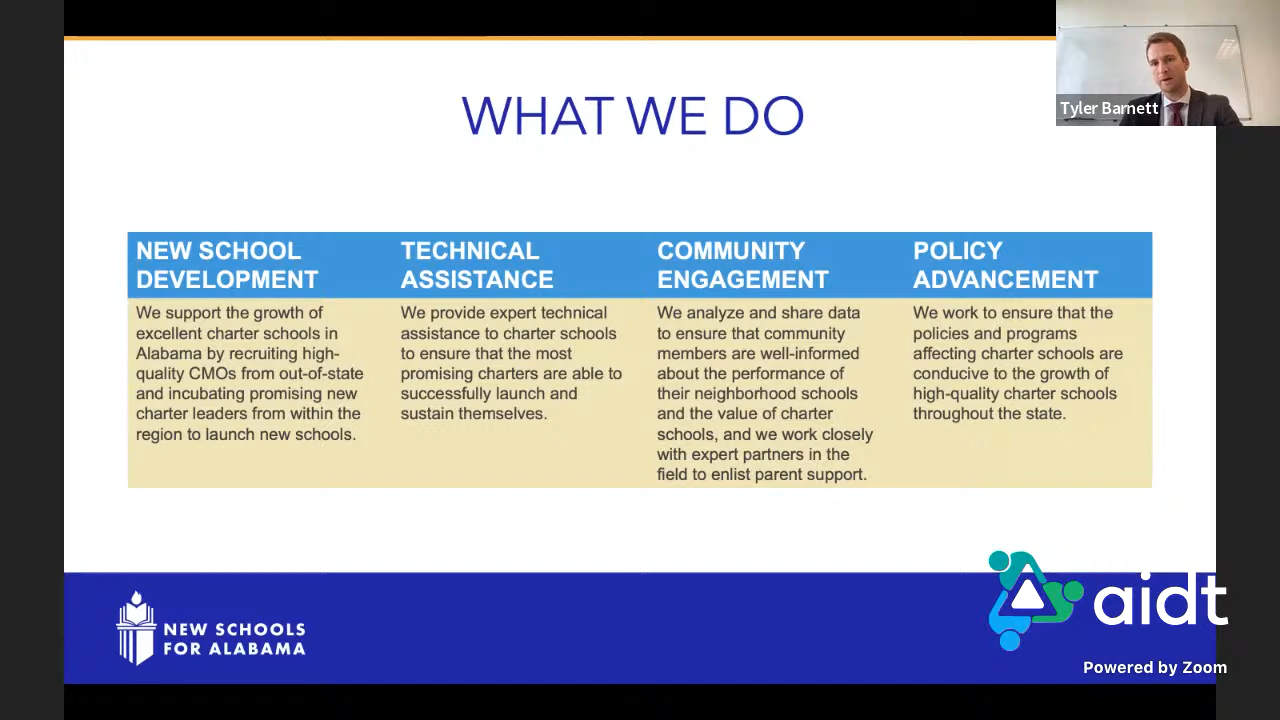 WHAT WE DO
Tyler Barnett
NEW SCHOOL
DEVELOPMENT
We support the growth of
excellent charter schools in
Alabama by recruiting high-
quality CMOs from out-of-state
and incubating promising new
charter leaders from within the
region to launch new schools.
TECHNICAL
ASSISTANCE
We provide expert technical
assistance to charter schools
to ensure that the most
promising charters are able to
successfully launch and
sustain themselves.
COMMUNITY
ENGAGEMENT
We analyze and share data
to ensure that community
members are well-informed
about the performance of
their neighborhood schools
and the value of charter
schools, and we work closely
with expert partners in the
field to enlist parent support.
POLICY
ADVANCEMENT
We work to ensure that the
policies and programs
affecting charter schools are
conducive to the growth of
high-quality charter schools
throughout the state.
NEW SCHOOLS
FOR ALABAMA
aidt
Powered by Zoom